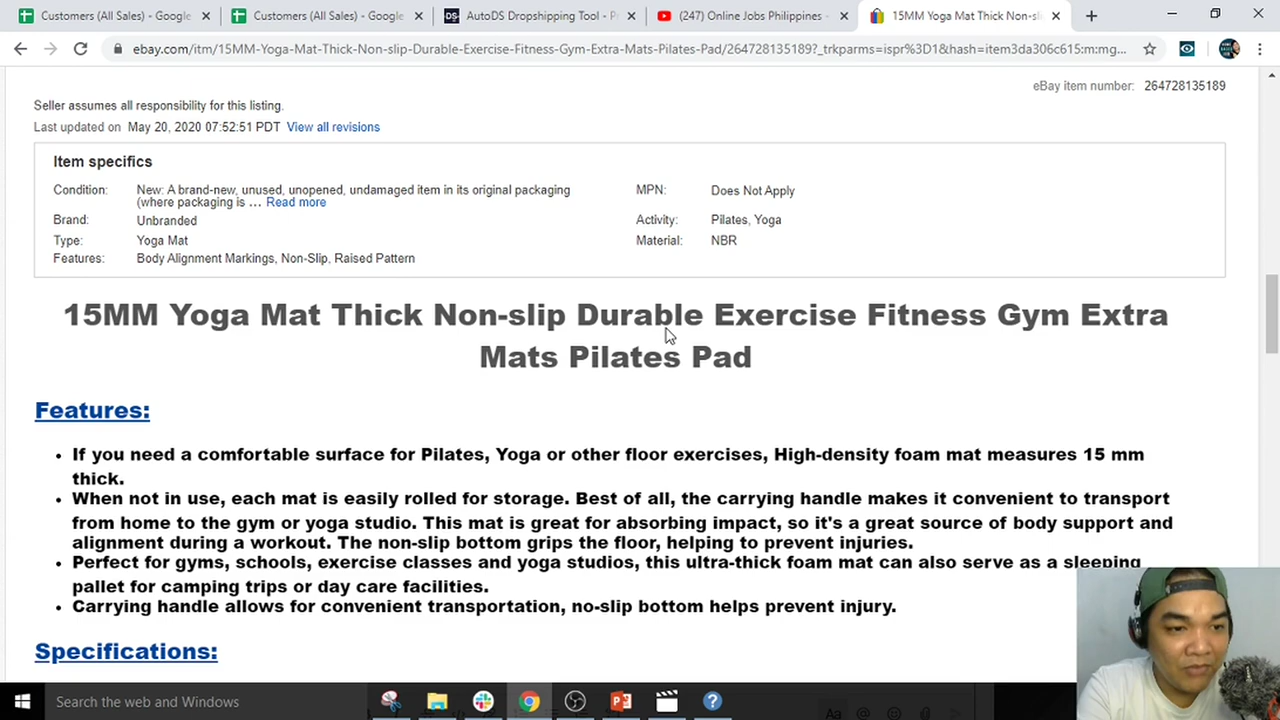 Customers (All Sales) - Google
Customers (All Sales) - Google
DS AutoDS Dropshipping Tool - Pr
(247) Online Jobs Philippines -
15MM Yoga Mat Thick Non-sl
ebay.com/itm/15MM-Yoga-Mat-Thick-Non-slip-Durable-Exercise-Fitness-Gym-Extra-Mats-Pilates-Pad/264728135189?_trkparms=ispr%3D1&hash=item3da306c615:m:mg...
eBay item number: 264728135189
Seller assumes all responsibility for this listing.
Last updated on May 20, 2020 07:52:51 PDT View all revisions
Item specifics
Condition: New: A brand-new, unused, unopened, undamaged item in its original packaging
(where packaging is ... Read more
MPN: Does Not Apply
Brand: Unbranded
Activity: Pilates, Yoga
Type: Yoga Mat
Material: NBR
Features: Body Alignment Markings, Non-Slip, Raised Pattern
15MM Yoga Mat Thick Non-slip Durable Exercise Fitness Gym Extra
Mats Pilates Pad
Features:
• If you need a comfortable surface for Pilates, Yoga or other floor exercises, High-density foam mat measures 15 mm
thick.
• When not in use, each mat is easily rolled for storage. Best of all, the carrying handle makes it convenient to transport
from home to the gym or yoga studio. This mat is great for absorbing impact, so it's a great source of body support and
alignment during a workout. The non-slip bottom grips the floor, helping to prevent injuries.
• Perfect for gyms, schools, exercise classes and yoga studios, this ultra-thick foam mat can also serve as a sleeping
pallet for camping trips or day care facilities.
• Carrying handle allows for convenient transportation, no-slip bottom helps prevent injury.
Specifications:
Search the web and Windows
Aa